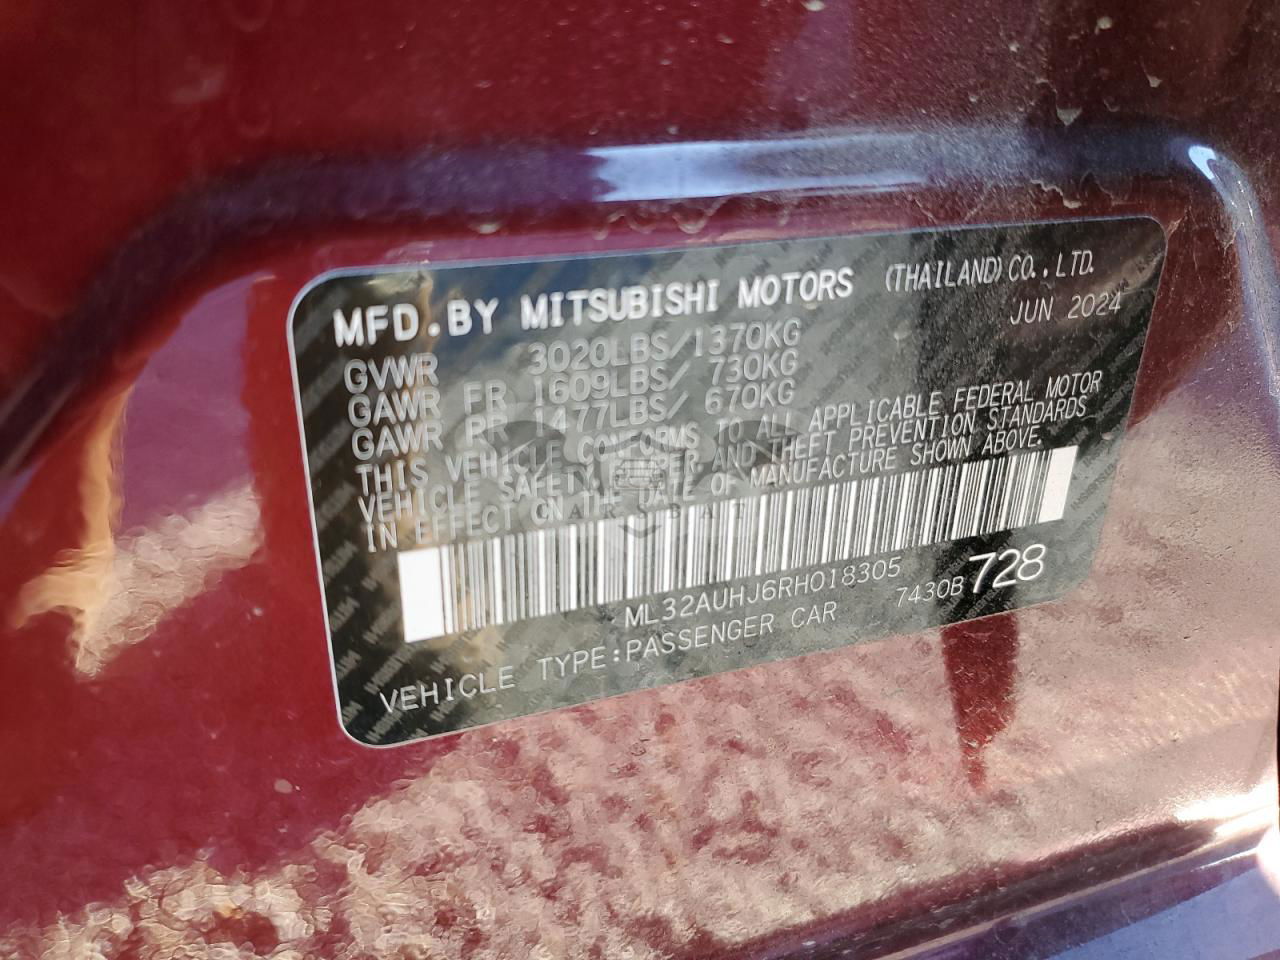 MFD.BY MITSUBISHI MOTORS (THAILAND)CO.,LTD.
JUN 2024
GVWR 3020LBS/1370KG
GAWR FR 1609LBS/ 730KG
GAWR RR 1477LBS/ 670KG
THIS VEHICLE CONFORMS TO ALL APPLICABLE FEDERAL MOTOR
VEHICLE SAFETY, BUMPER AND THEFT PREVENTION STANDARDS
IN EFFECT ON THE DATE OF MANUFACTURE SHOWN ABOVE.
CARSBAT
ML32AUHJ6RH018305
VEHICLE TYPE:PASSENGER CAR 7430B 728